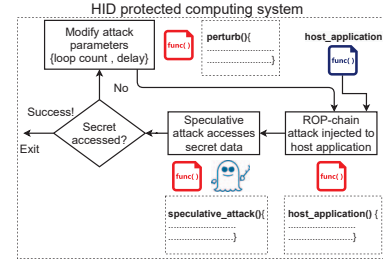 HID protected computing system
Modify attack
parameters
{loop count , delay}
func( )
perturb(){
.....................
......................}
host_application
func( )
No
Success!
Exit
Secret
accessed?
Speculative
attack accesses
secret data
ROP-chain
attack injected to
host application
func( )
func( )
speculative_attack(){
.....................
......................}
host_application() {
.....................
......................}